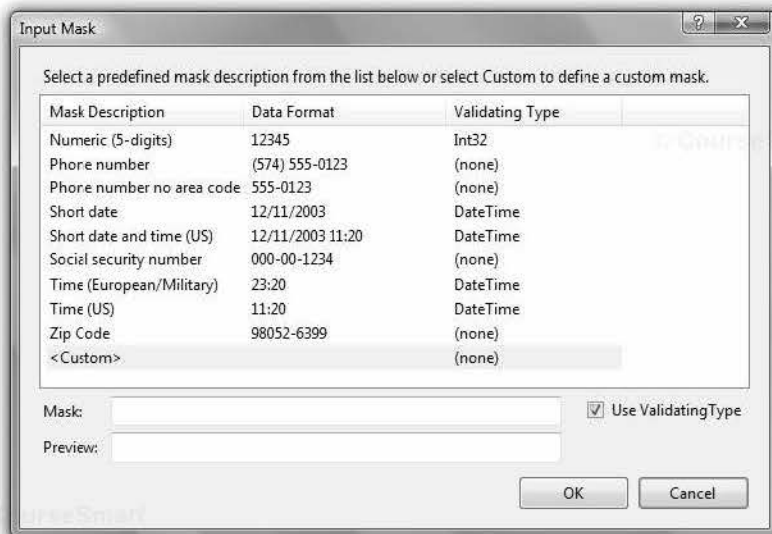 Input Mask
Select a predefined mask description from the list below or select Custom to define a custom mask.
Mask Description Data Format Validating Type
Numeric (5-digits) 12345 Int32
Phone number (574) 555-0123 (none)
Phone number no area code 555-0123 (none)
Short date 12/11/2003 DateTime
Short date and time (US) 12/11/2003 11:20 DateTime
Social security number 000-00-1234 (none)
Time (European/Military) 23:20 DateTime
Time (US) 11:20 DateTime
Zip Code 98052-6399 (none)
<Custom> (none)
Mask: Use ValidatingType
Preview:
OK Cancel